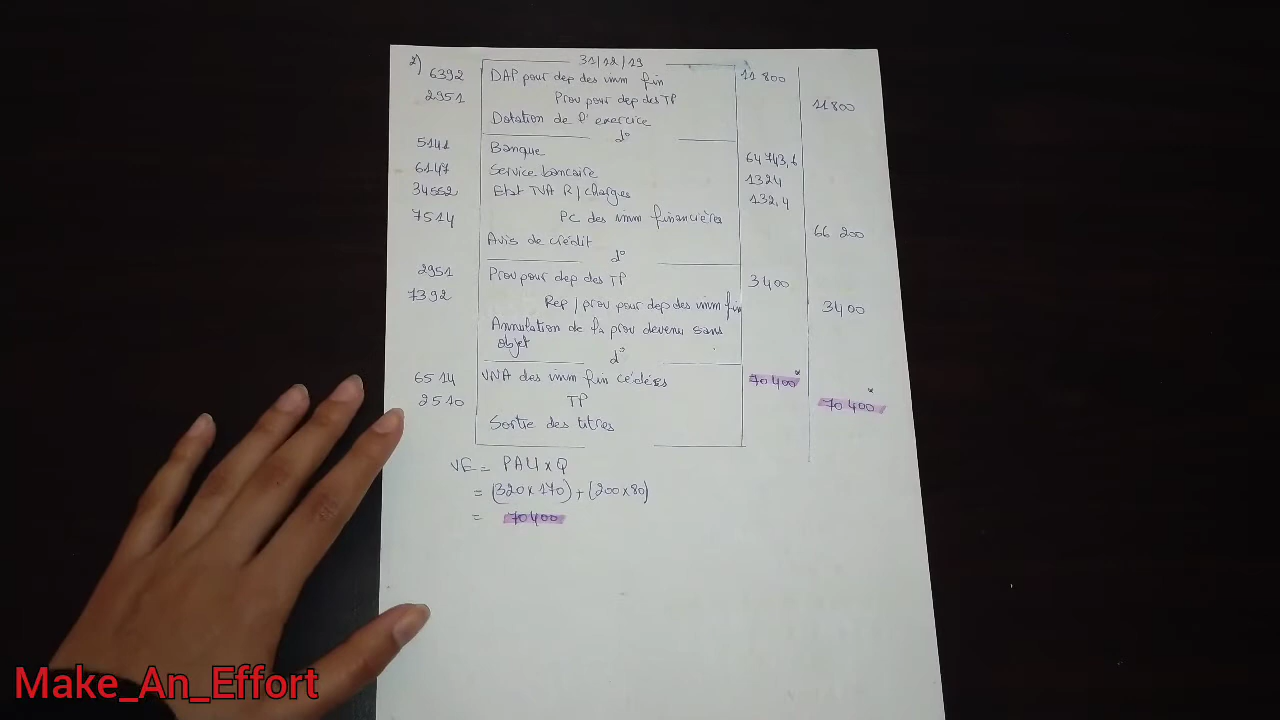 2)
31/12/19
6392 DAP pour dep des imm fin 11 800
2951 Prov pour dep des TP 11800
Dotation de l'exercice
d°
5141 Banque 64 743,6
6147 Service bancaire 1324
34552 Etat TVA R/charges 132,4
7514 PC des imm financières 66 200
Avis de crédit
d°
2951 Prov pour dep des TP 3400
7392 Rep/prov pour dep des imm fin 3400
Annulation de la prov devenu sans
objet
d°
6514 VNA des imm fin cédées 70 400*
2510 TP 70 400*
Sortie des titres
VE = PAU x Q
= (320 x 170) + (200 x 80)
= 70400
Make_An_Effort